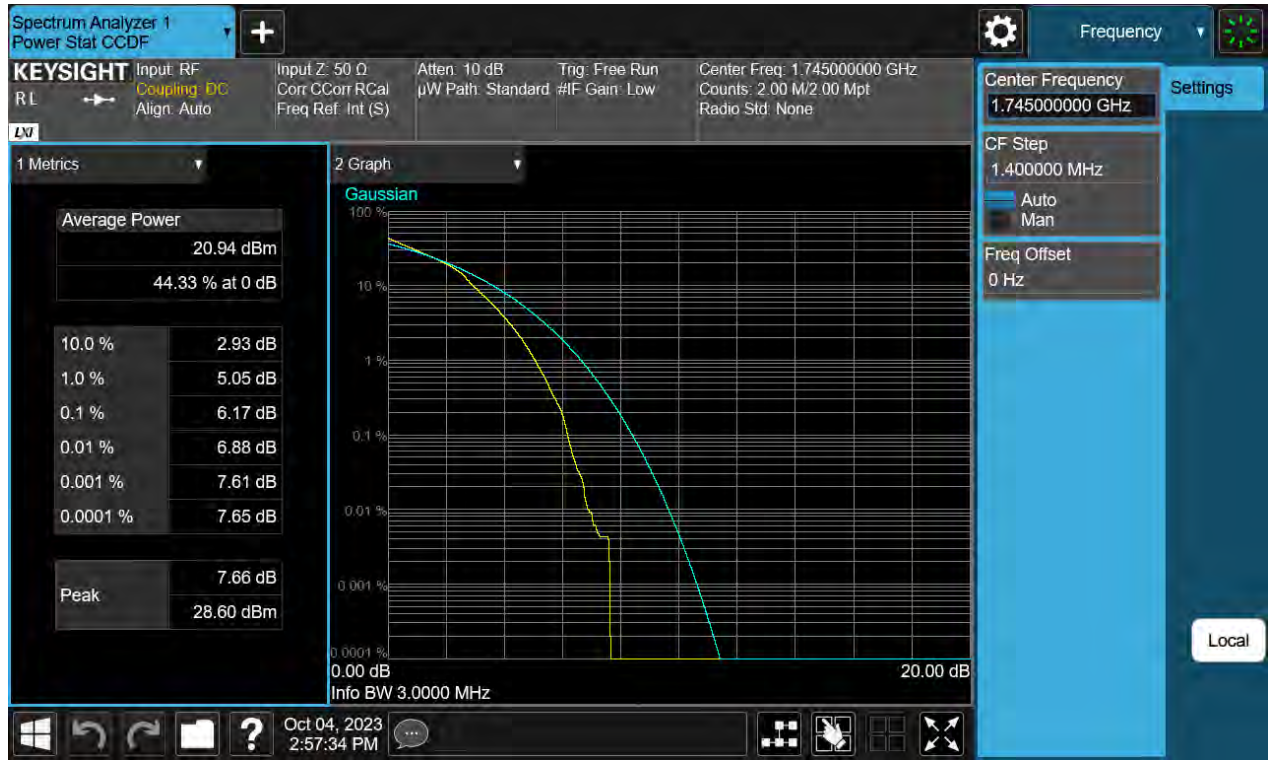 Spectrum Analyzer 1
Power Stat CCDF
Frequency
KEYSIGHT
RL
LXI
Input: RF
Coupling: DC
Align: Auto
Input Z: 50 Ω
Corr CCorr RCal
Freq Ref: Int (S)
Atten: 10 dB
µW Path: Standard
Trig: Free Run
#IF Gain: Low
Center Freq: 1.745000000 GHz
Counts: 2.00 M/2.00 Mpt
Radio Std: None
Center Frequency
1.745000000 GHz
Settings
CF Step
1.400000 MHz
Auto
Man
Freq Offset
0 Hz
1 Metrics
Average Power
20.94 dBm
44.33 % at 0 dB
10.0 % 2.93 dB
1.0 % 5.05 dB
0.1 % 6.17 dB
0.01 % 6.88 dB
0.001 % 7.61 dB
0.0001 % 7.65 dB
Peak
7.66 dB
28.60 dBm
2 Graph
Gaussian
100 %
10 %
1 %
0.1 %
0.01 %
0.001 %
0.0001 %
0.00 dB
20.00 dB
Info BW 3.0000 MHz
Local
?
Oct 04, 2023
2:57:34 PM